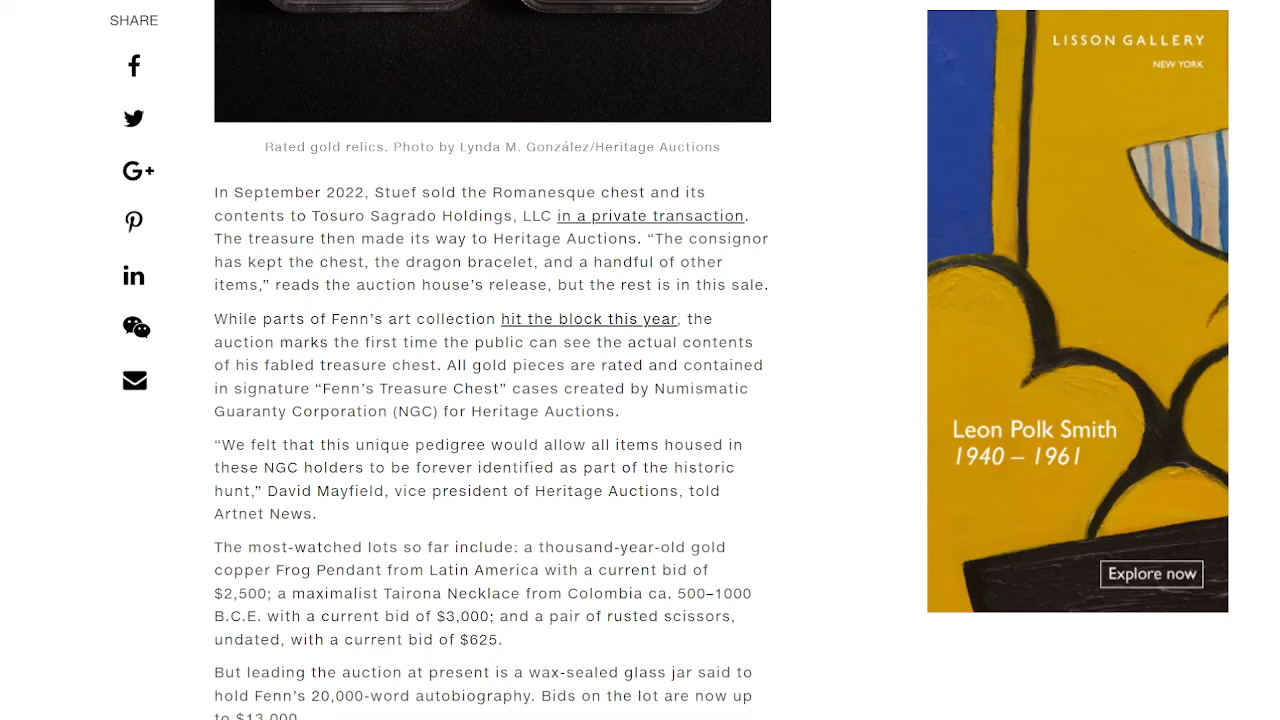 SHARE
Rated gold relics. Photo by Lynda M. González/Heritage Auctions
In September 2022, Stuef sold the Romanesque chest and its
contents to Tosuro Sagrado Holdings, LLC in a private transaction.
The treasure then made its way to Heritage Auctions. “The consignor
has kept the chest, the dragon bracelet, and a handful of other
items,” reads the auction house’s release, but the rest is in this sale.
While parts of Fenn’s art collection hit the block this year, the
auction marks the first time the public can see the actual contents
of his fabled treasure chest. All gold pieces are rated and contained
in signature “Fenn’s Treasure Chest” cases created by Numismatic
Guaranty Corporation (NGC) for Heritage Auctions.
“We felt that this unique pedigree would allow all items housed in
these NGC holders to be forever identified as part of the historic
hunt,” David Mayfield, vice president of Heritage Auctions, told
Artnet News.
The most-watched lots so far include: a thousand-year-old gold
copper Frog Pendant from Latin America with a current bid of
$2,500; a maximalist Tairona Necklace from Colombia ca. 500–1000
B.C.E. with a current bid of $3,000; and a pair of rusted scissors,
undated, with a current bid of $625.
But leading the auction at present is a wax-sealed glass jar said to
hold Fenn’s 20,000-word autobiography. Bids on the lot are now up
to $13,000
LISSON GALLERY
NEW YORK
Leon Polk Smith
1940 – 1961
Explore now